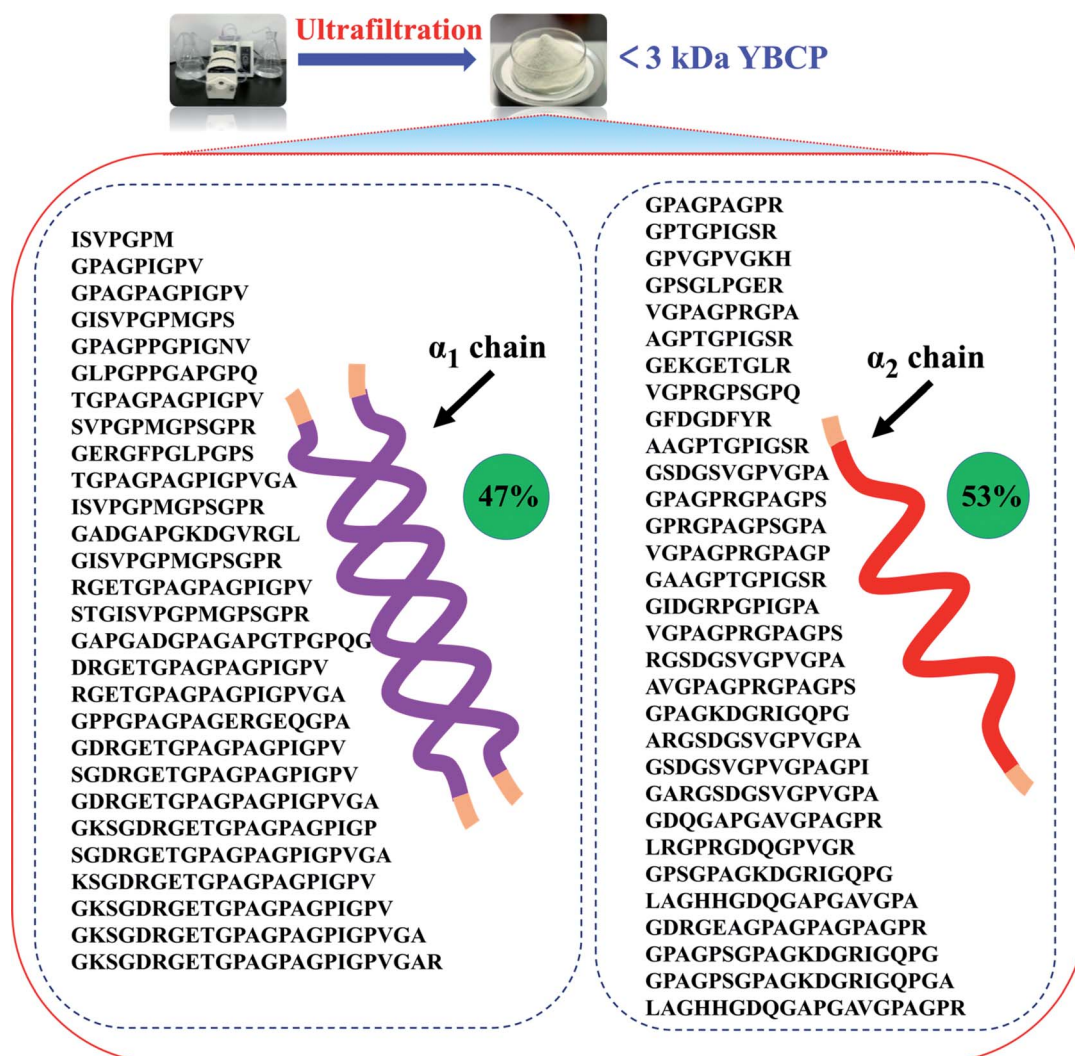 Ultrafiltration
< 3 kDa YBCP
ISVPGPM
GPAGPIGPV
GPAGPAGPIGPV
GISVPGPMGPS
GPAGPPGPIGNV
GLPGPPGAPGPQ
TGPAGPAGPIGPV
SVPGPMGPSGPR
GERGFPGLPGPS
TGPAGPAGPIGPVGA
ISVPGPMGPSGPR
GADGAPGKDGVRGL
GISVPGPMGPSGPR
RGETGPAGPAGPIGPV
STGISVPGPMGPSGPR
GAPGADGPAGAPGTPGPQG
DRGETGPAGPAGPIGPV
RGETGPAGPAGPIGPVGA
GPPGPAGPAGERGEQGPA
GDRGETGPAGPAGPIGPV
SGDRGETGPAGPAGPIGPV
GDRGETGPAGPAGPIGPVGA
GKSGDRGETGPAGPAGPIGP
SGDRGETGPAGPAGPIGPVGA
KSGDRGETGPAGPAGPIGPV
GKSGDRGETGPAGPAGPIGPV
GKSGDRGETGPAGPAGPIGPVGA
GKSGDRGETGPAGPAGPIGPVGAR
α₁ chain
47%
GPAGPAGPR
GPTGPIGSR
GPVGPVGKH
GPSGLPGER
VGPAGPRGPA
AGPTGPIGSR
GEKGETGLR
VGPRGPSGPQ
GFDGDFYR
AAGPTGPIGSR
GSDGSVGPVGPA
GPAGPRGPAGPS
GPRGPAGPSGPA
VGPAGPRGPAGP
GAAGPTGPIGSR
GIDGRPGPIGPA
VGPAGPRGPAGPS
RGSDGSVGPVGPA
AVGPAGPRGPAGPS
GPAGKDGRIGQPG
ARGSDGSVGPVGPA
GSDGSVGPVGPAGPI
GARGSDGSVGPVGPA
GDQGAPGAVGPAGPR
LRGPRGDQGPVGR
GPSGPAGKDGRIGQPG
LAGHHGDQGAPGAVGPA
GDRGEAGPAGPAGPAGPR
GPAGPSGPAGKDGRIGQPG
GPAGPSGPAGKDGRIGQPGA
LAGHHGDQGAPGAVGPAGPR
α₂ chain
53%